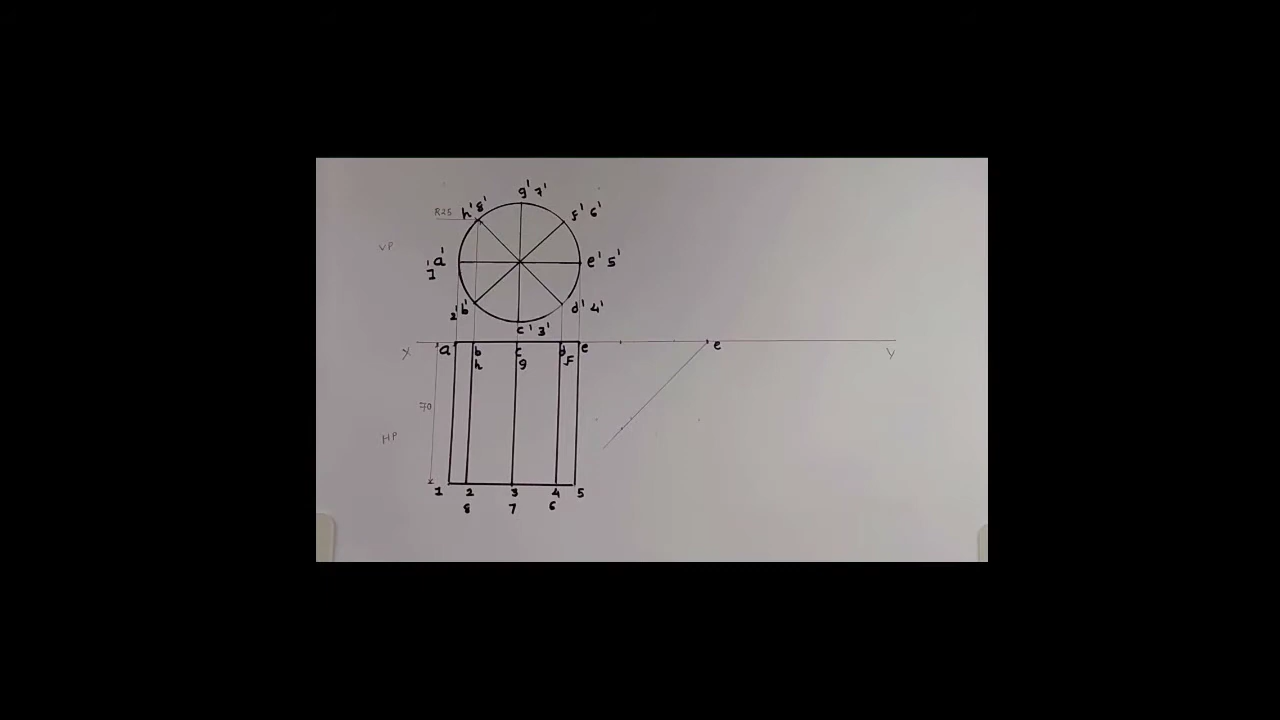 g' 7'
R25 h' 8' f' 6'
VP
1' a' e' 5'
2' b' d' 4'
c' 3'
X a b c d e e Y
h g f
70
HP
1 2 3 4 5
8 7 6